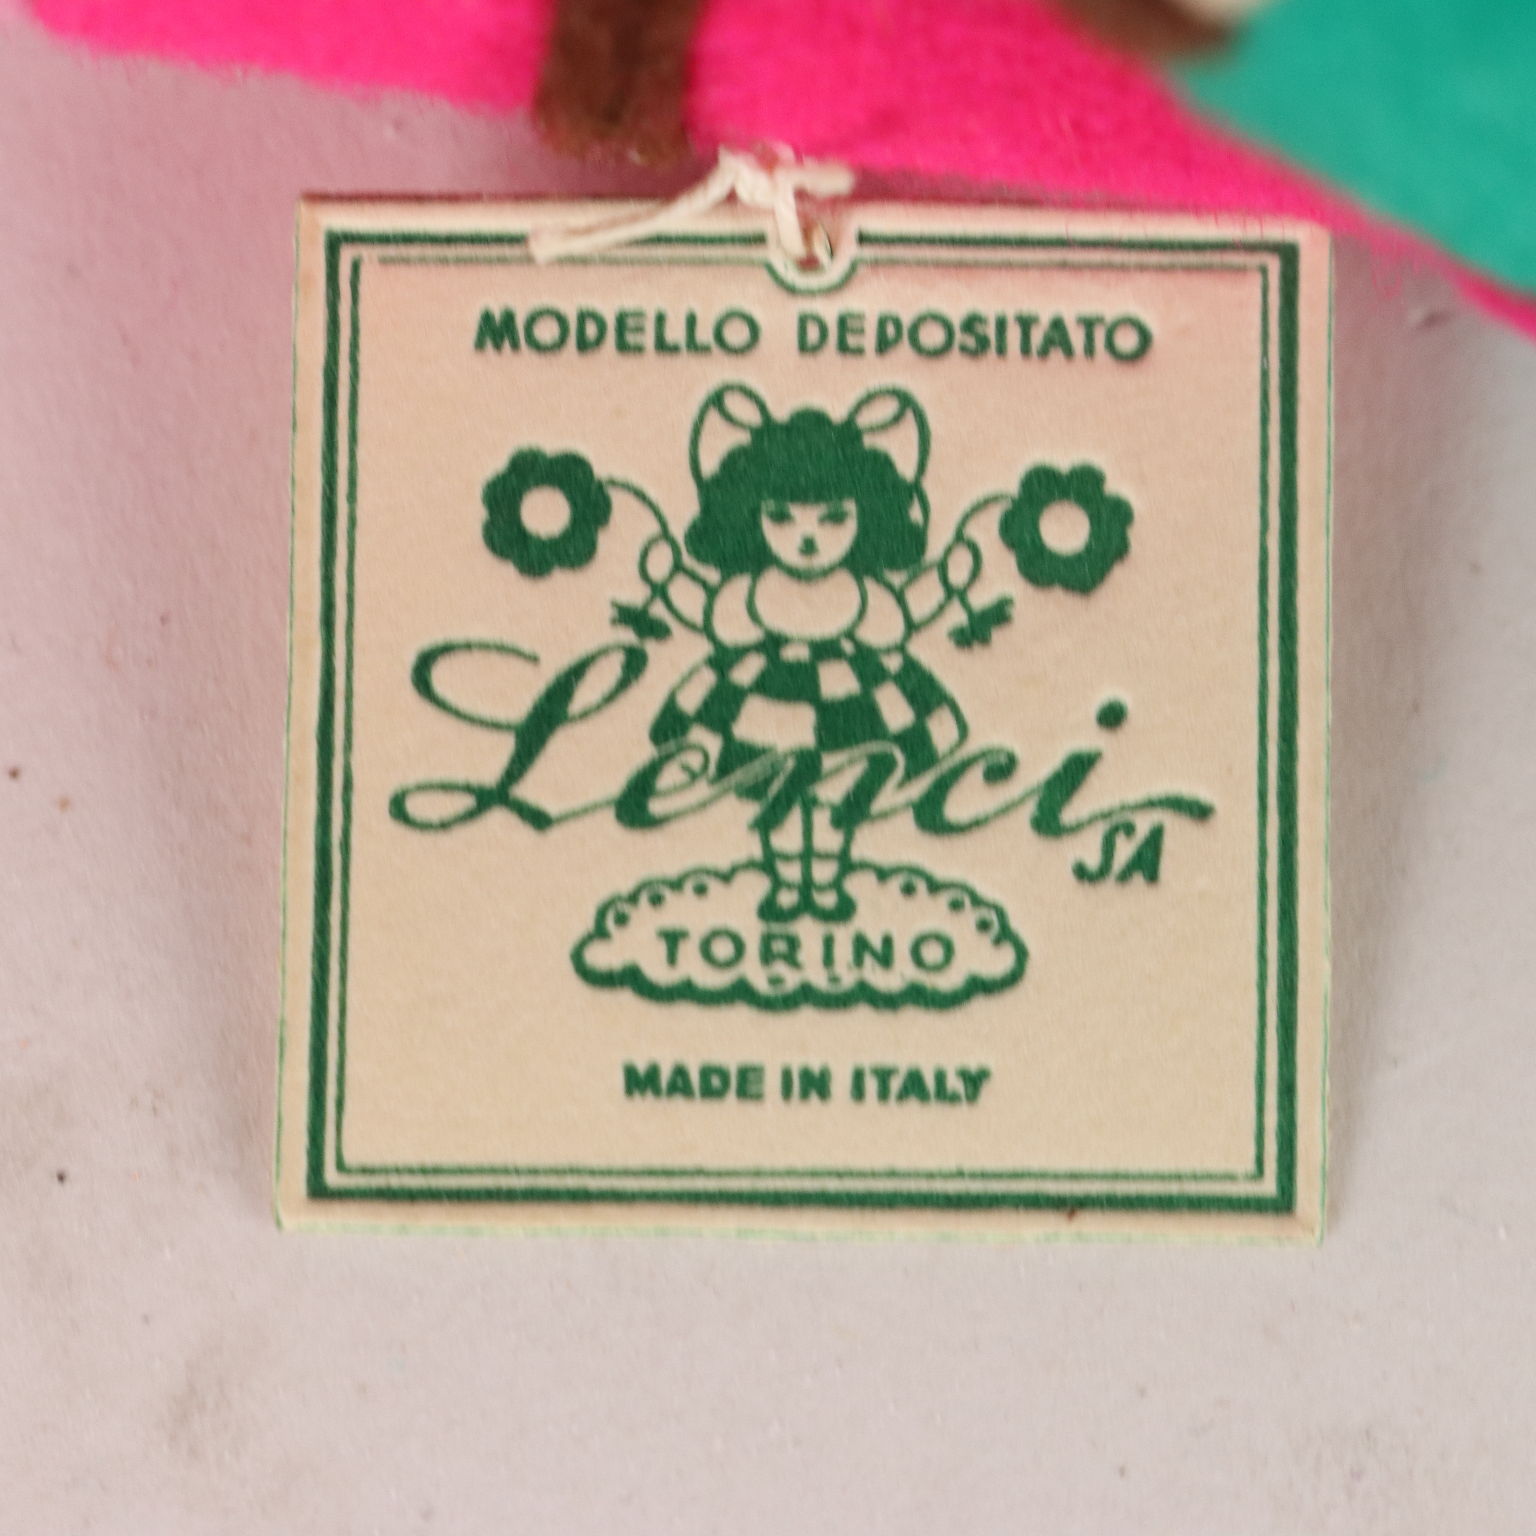 MODELLO DEPOSITATO
Lenci
SA
TORINO
MADE IN ITALY